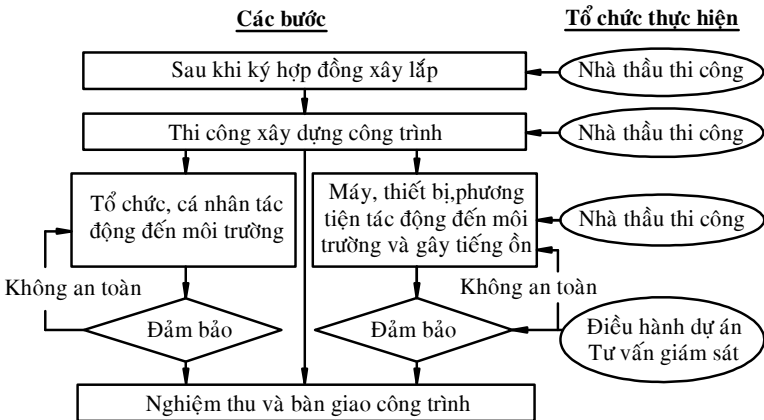 Các bước
Tổ chức thực hiện
Sau khi ký hợp đồng xây lắp
Nhà thầu thi công
Thi công xây dựng công trình
Nhà thầu thi công
Tổ chức, cá nhân tác
động đến môi trường
Máy, thiết bị,phương
tiện tác động đến môi
trường và gây tiếng ồn
Nhà thầu thi công
Không an toàn
Không an toàn
Đảm bảo
Đảm bảo
Điều hành dự án
Tư vấn giám sát
Nghiệm thu và bàn giao công trình